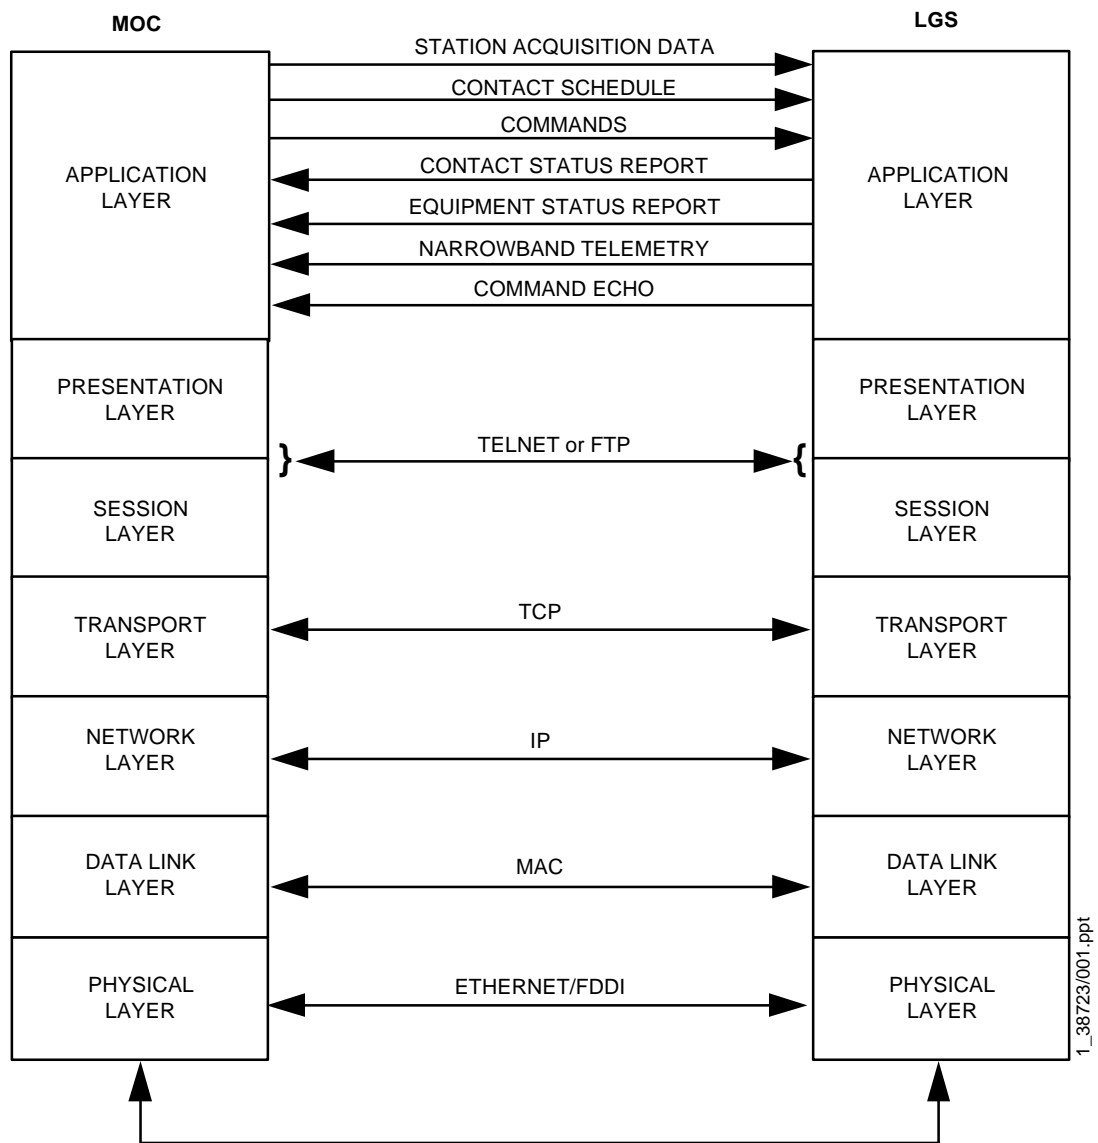 MOC
LGS
STATION ACQUISITION DATA
CONTACT SCHEDULE
COMMANDS
CONTACT STATUS REPORT
EQUIPMENT STATUS REPORT
NARROWBAND TELEMETRY
COMMAND ECHO
APPLICATION
LAYER
APPLICATION
LAYER
PRESENTATION
LAYER
PRESENTATION
LAYER
} TELNET or FTP {
SESSION
LAYER
SESSION
LAYER
TRANSPORT
LAYER
TCP
TRANSPORT
LAYER
NETWORK
LAYER
IP
NETWORK
LAYER
DATA LINK
LAYER
MAC
DATA LINK
LAYER
PHYSICAL
LAYER
ETHERNET/FDDI
PHYSICAL
LAYER
1_38723/001.ppt